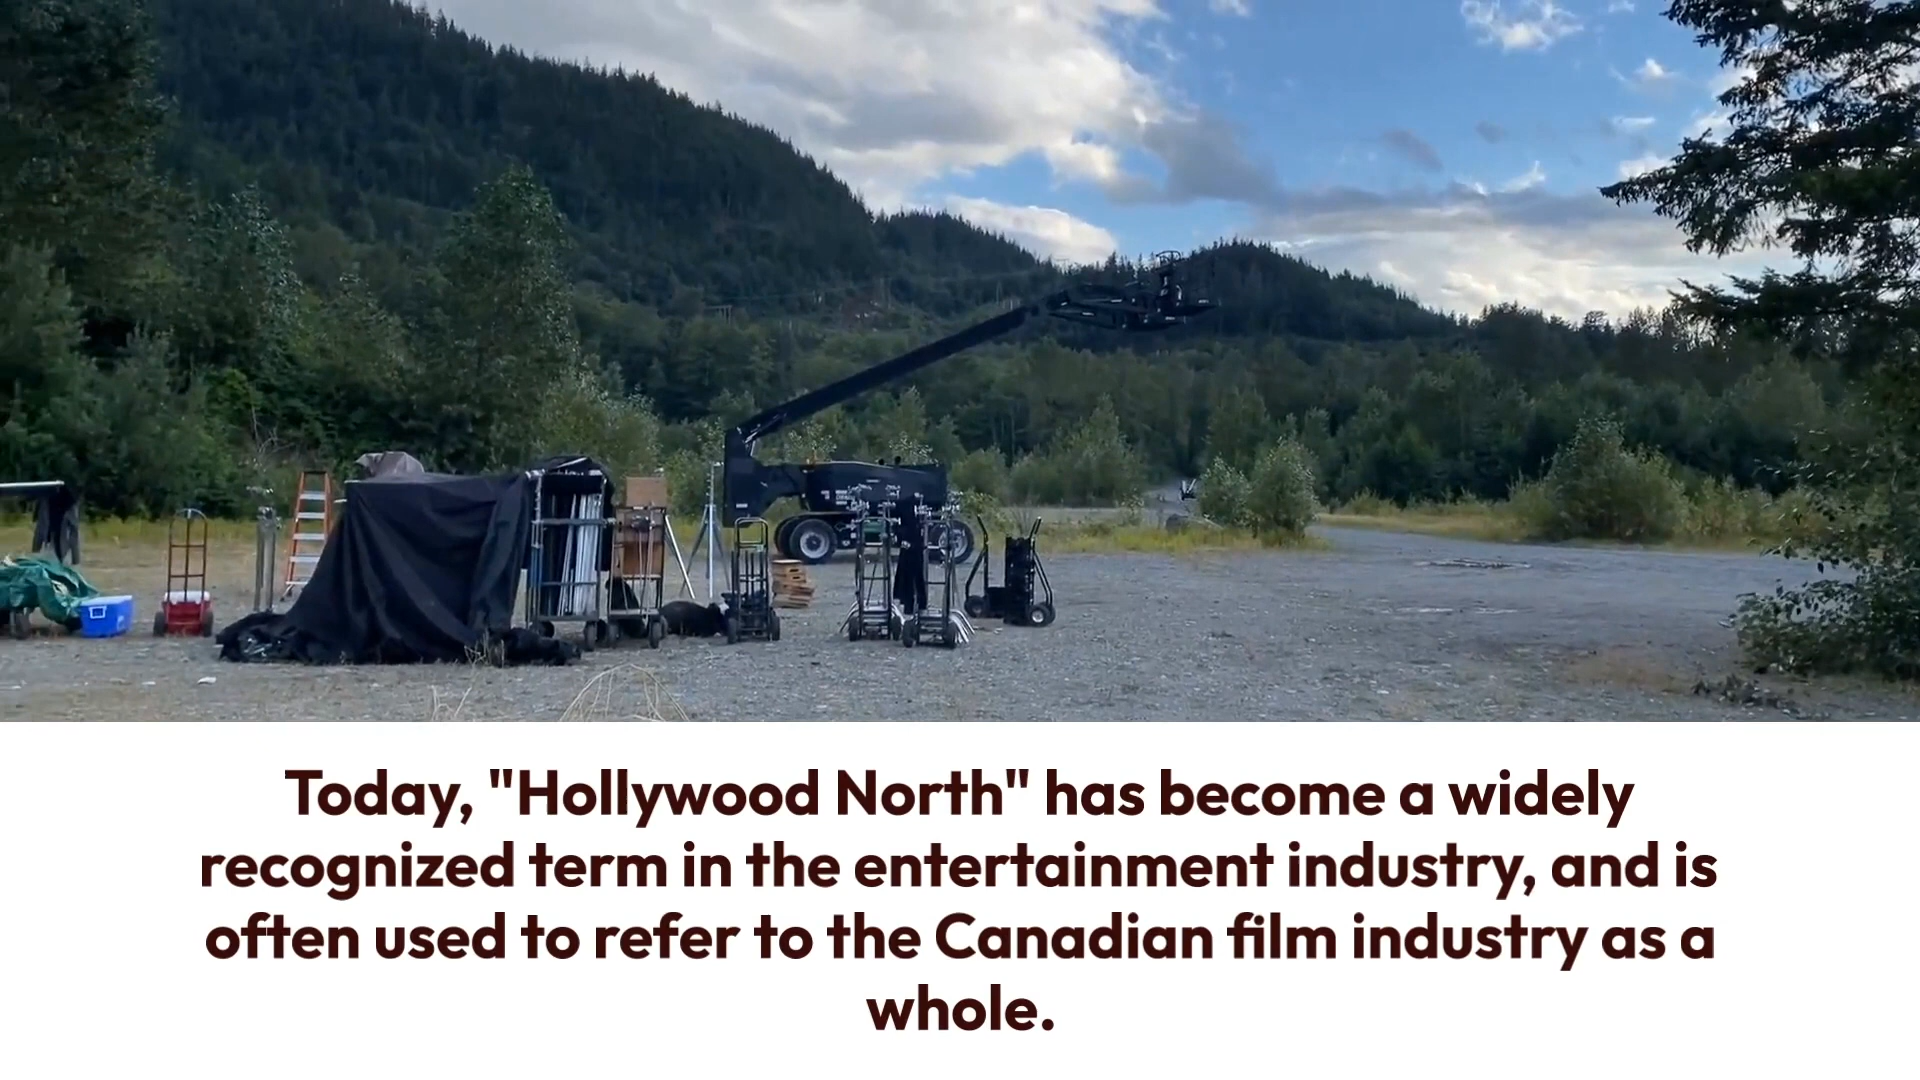 Today, "Hollywood North" has become a widely
recognized term in the entertainment industry, and is
often used to refer to the Canadian film industry as a
whole.